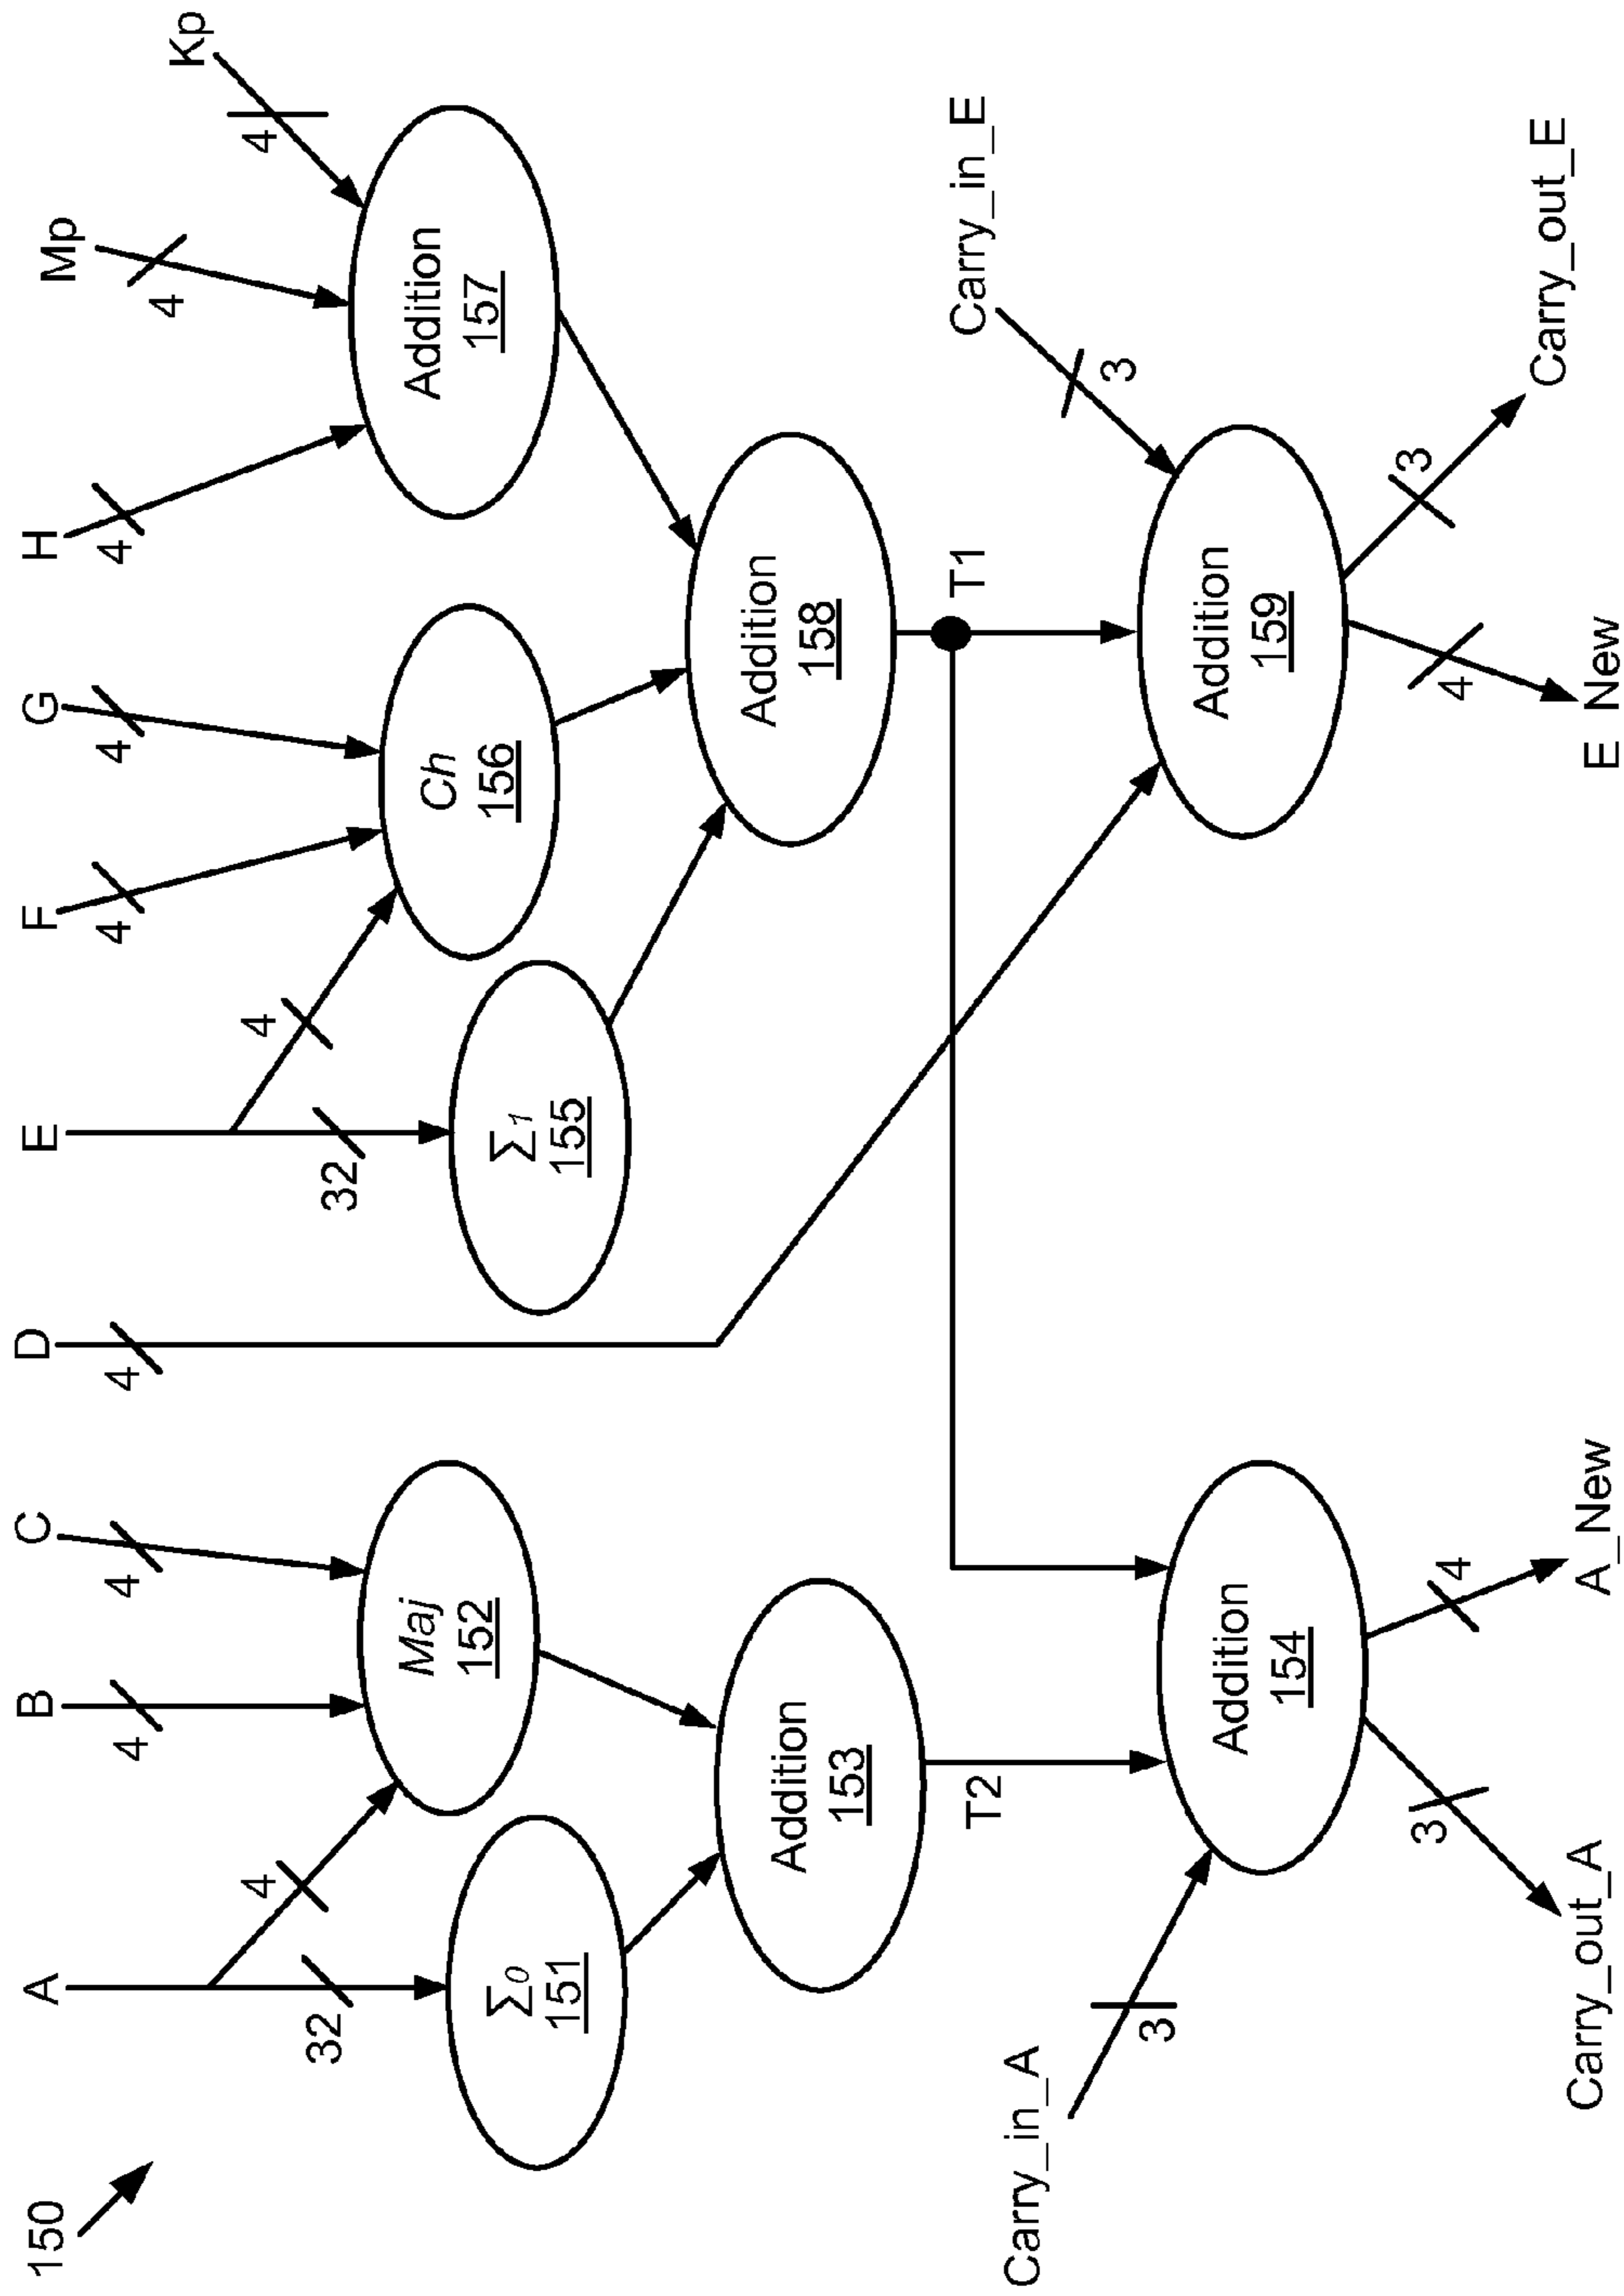 150
A
B
C
D
E
F
G
H
Mp
Kp
4
4
4
4
4
4
4
4
4
4
32
32
Σ0
151
Maj
152
Σ1
155
Ch
156
Addition
157
Addition
153
Addition
158
T2
T1
Carry_in_A
3
Carry_in_E
3
Addition
154
Addition
159
3
4
4
3
Carry_out_A
A_New
E_New
Carry_out_E